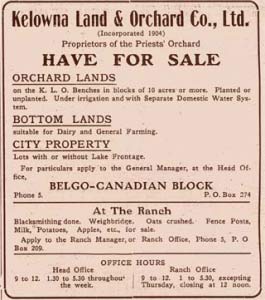 Kelowna Land & Orchard Co., Ltd.
(Incorporated 1904)
Proprietors of the Priests' Orchard
HAVE FOR SALE
ORCHARD LANDS
on the K. L. O. Benches in blocks of 10 acres or more. Planted or
unplanted. Under irrigation and with Separate Domestic Water Sys-
tem.
BOTTOM LANDS
suitable for Dairy and General Farming.
CITY PROPERTY
Lots with or without Lake Frontage.
For particulars apply to the General Manager, at the Head Of-
fice,
BELGO-CANADIAN BLOCK
Phone 5. P. O. Box 274
At The Ranch
Blacksmithing done. Weighbridge. Oats crushed. Fence Posts,
Milk, Potatoes, Apples, etc., for sale.
Apply to the Ranch Manager, or Ranch Office, Phone 5, P. O
Box 209.
OFFICE HOURS
Head Office Ranch Office
9 to 12. 1.30 to 5.30 throughout 9 to 12. 1 to 5.30, excepting
the week. Thursday, closing at 12 noon.